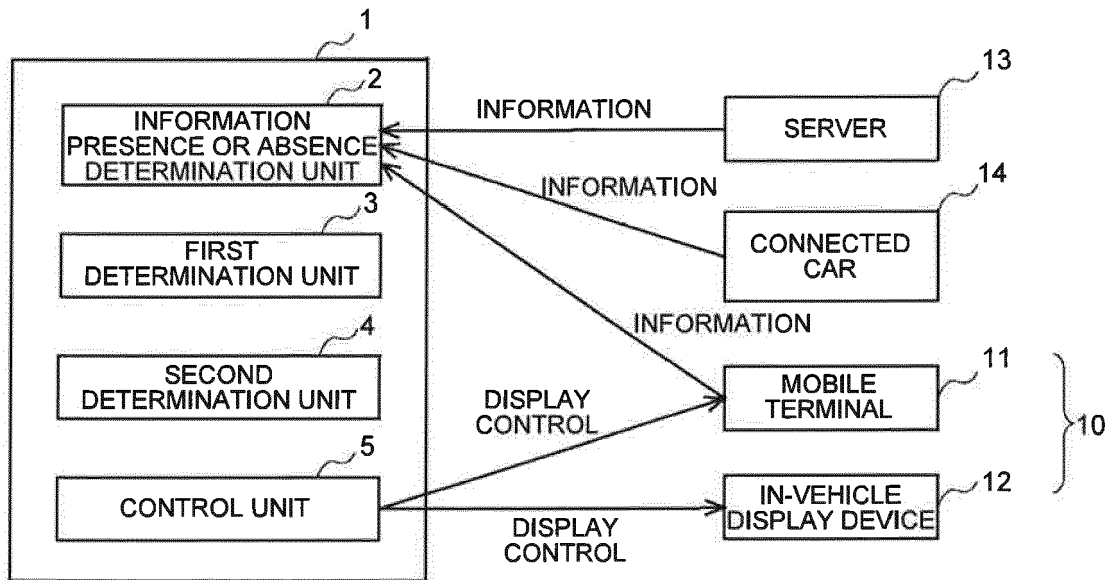 1
2
INFORMATION
PRESENCE OR ABSENCE
DETERMINATION UNIT
3
FIRST
DETERMINATION UNIT
4
SECOND
DETERMINATION UNIT
5
CONTROL UNIT
INFORMATION
INFORMATION
INFORMATION
DISPLAY
CONTROL
DISPLAY
CONTROL
13
SERVER
14
CONNECTED
CAR
11
MOBILE
TERMINAL
10
12
IN-VEHICLE
DISPLAY DEVICE